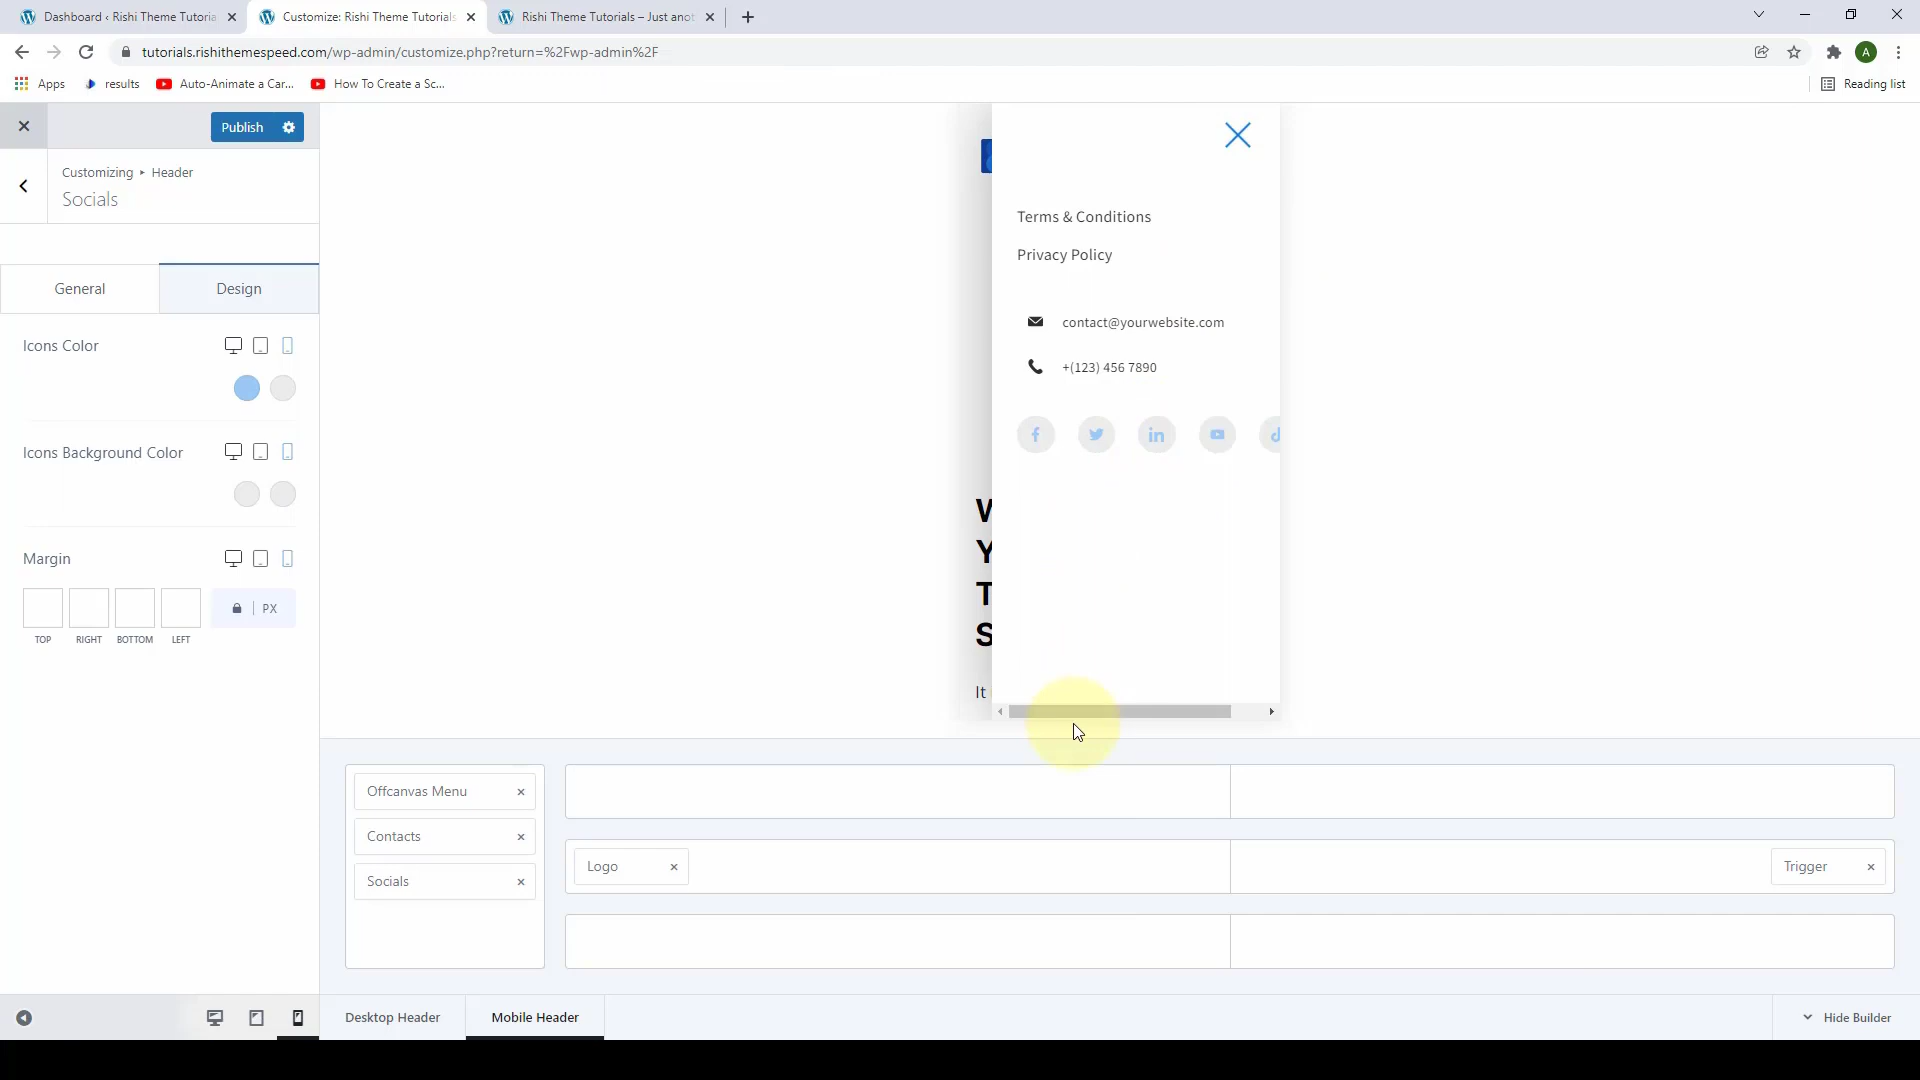 Dashboard ‹ Rishi Theme Tutoria
Customize: Rishi Theme Tutorials
Rishi Theme Tutorials – Just anot
tutorials.rishithemespeed.com/wp-admin/customize.php?return=%2Fwp-admin%2F
A
Apps
results
Auto-Animate a Car...
How To Create a Sc...
Reading list
Publish
Customizing ▸ Header
Socials
General
Design
Icons Color
Icons Background Color
Margin
PX
TOP
RIGHT
BOTTOM
LEFT
Terms & Conditions
Privacy Policy
contact@yourwebsite.com
+(123) 456 7890
W
Y
T
S
It
Offcanvas Menu
Contacts
Socials
Logo
Trigger
Desktop Header
Mobile Header
Hide Builder